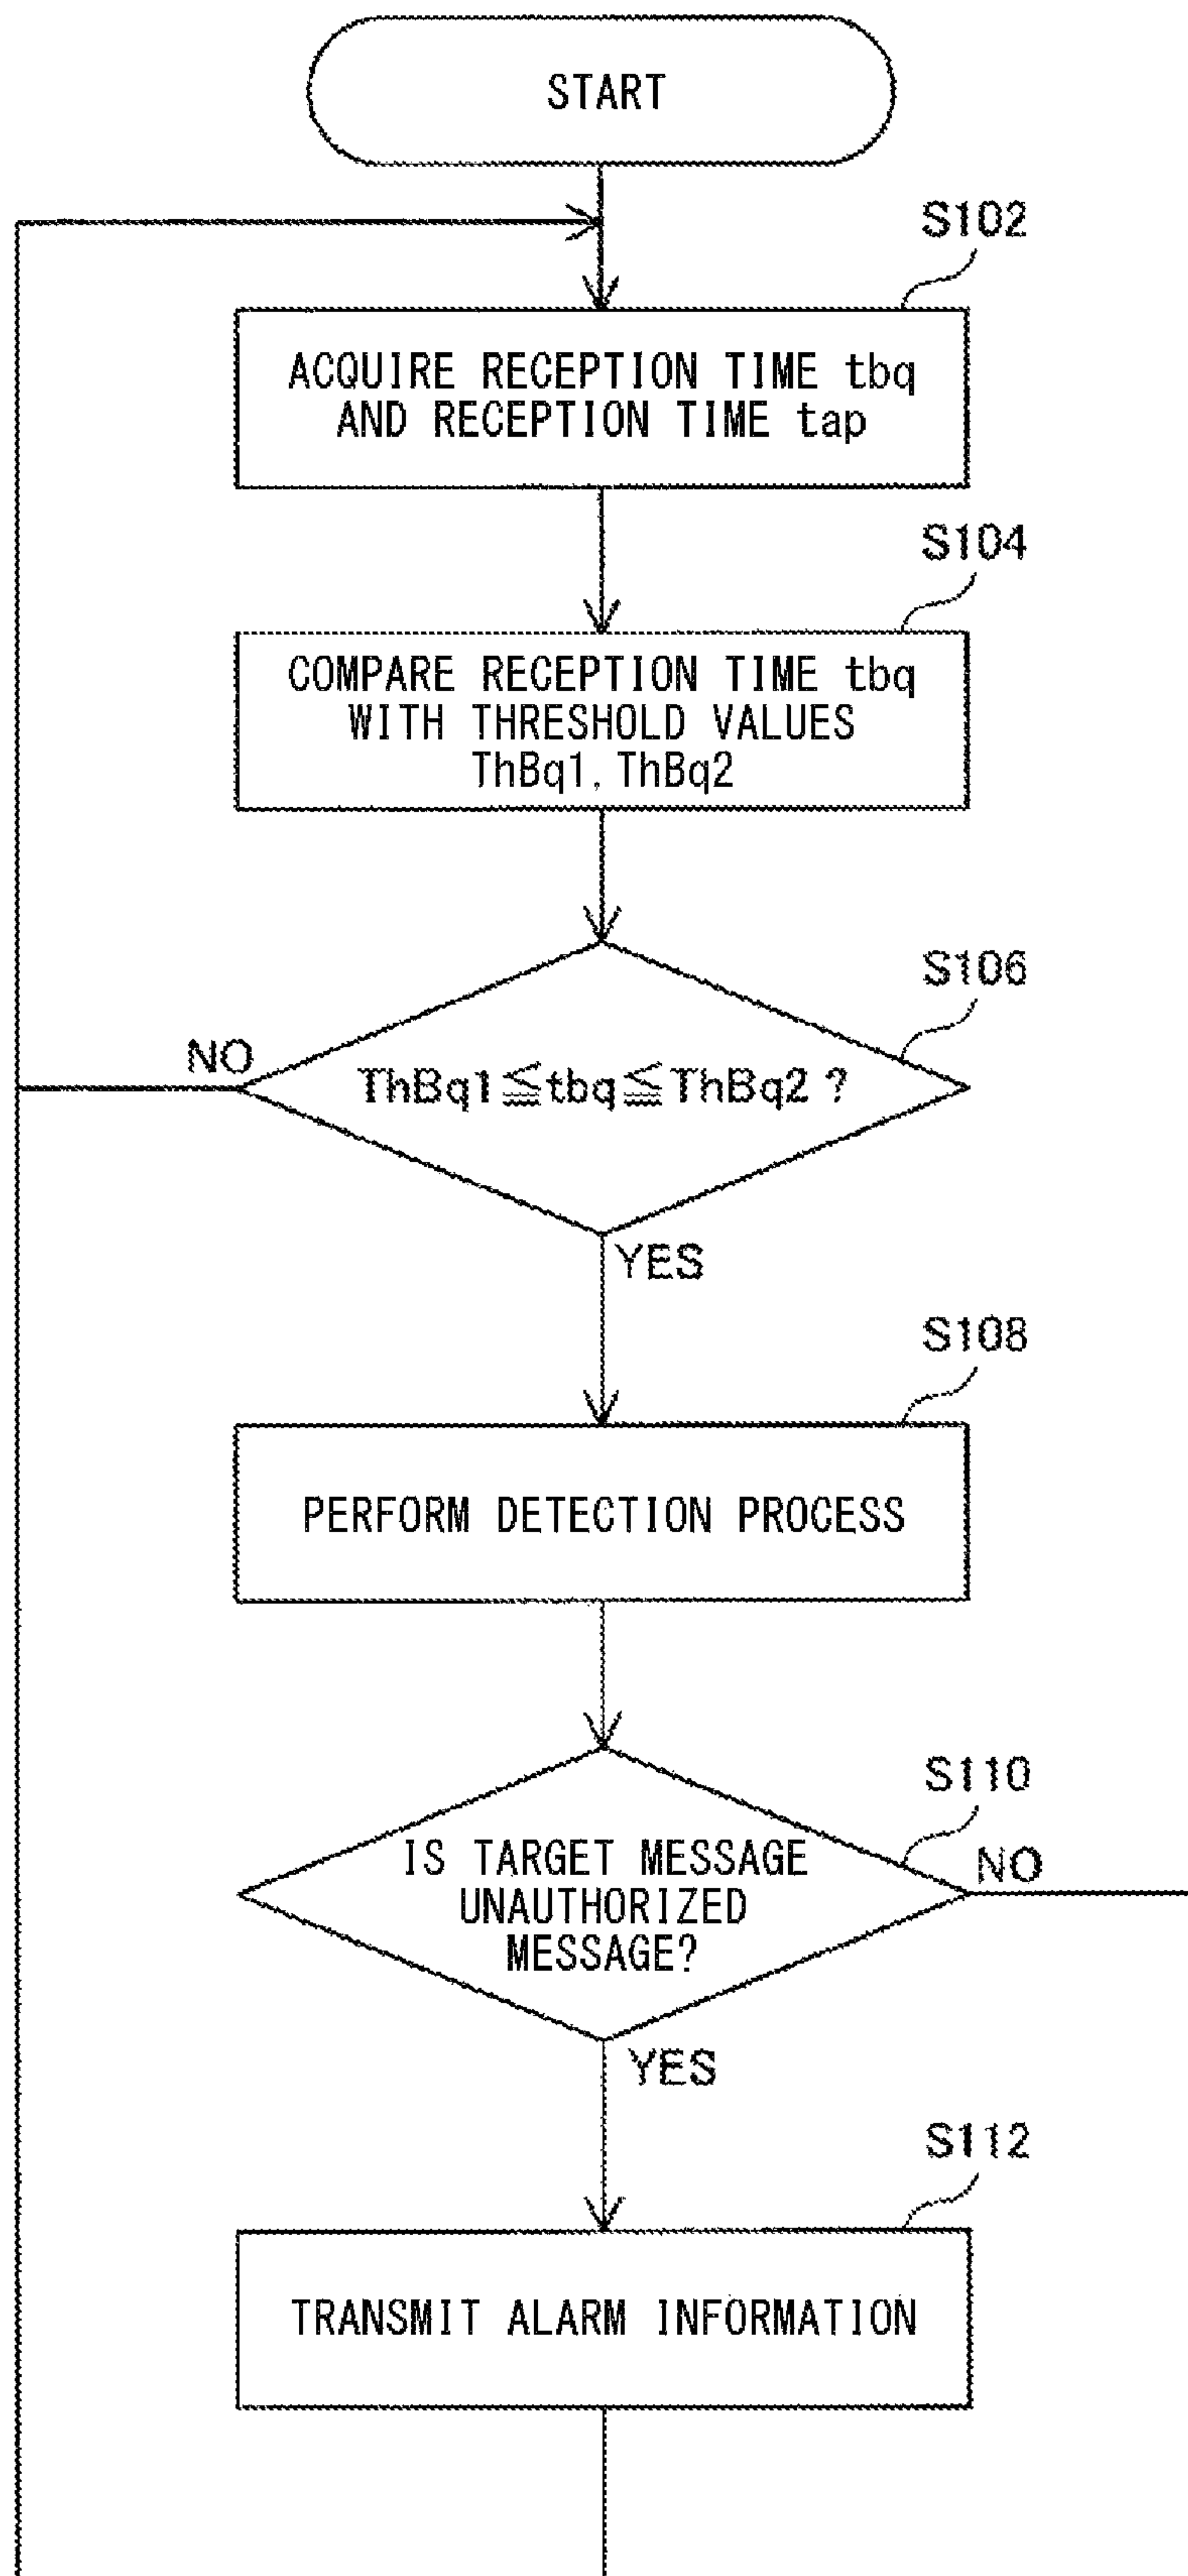 START
S102
ACQUIRE RECEPTION TIME tbq
AND RECEPTION TIME tap
S104
COMPARE RECEPTION TIME tbq
WITH THRESHOLD VALUES
ThBq1, ThBq2
S106
NO
ThBq1≦tbq≦ThBq2 ?
YES
S108
PERFORM DETECTION PROCESS
S110
IS TARGET MESSAGE
UNAUTHORIZED
MESSAGE?
NO
YES
S112
TRANSMIT ALARM INFORMATION